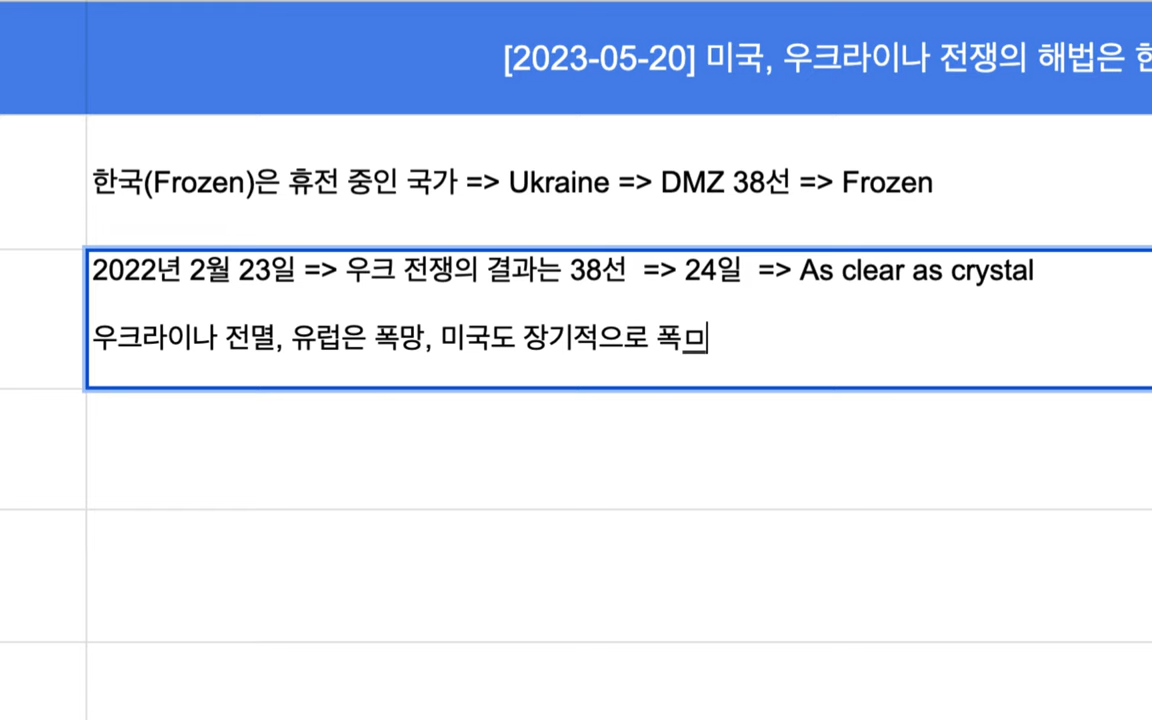 [2023-05-20] 미국, 우크라이나 전쟁의 해법은
한국(Frozen)은 휴전 중인 국가 => Ukraine => DMZ 38선 => Frozen
2022년 2월 23일 => 우크 전쟁의 결과는 38선 => 24일 => As clear as crystal
우크라이나 전멸, 유럽은 폭망, 미국도 장기적으로 폭ㅁ